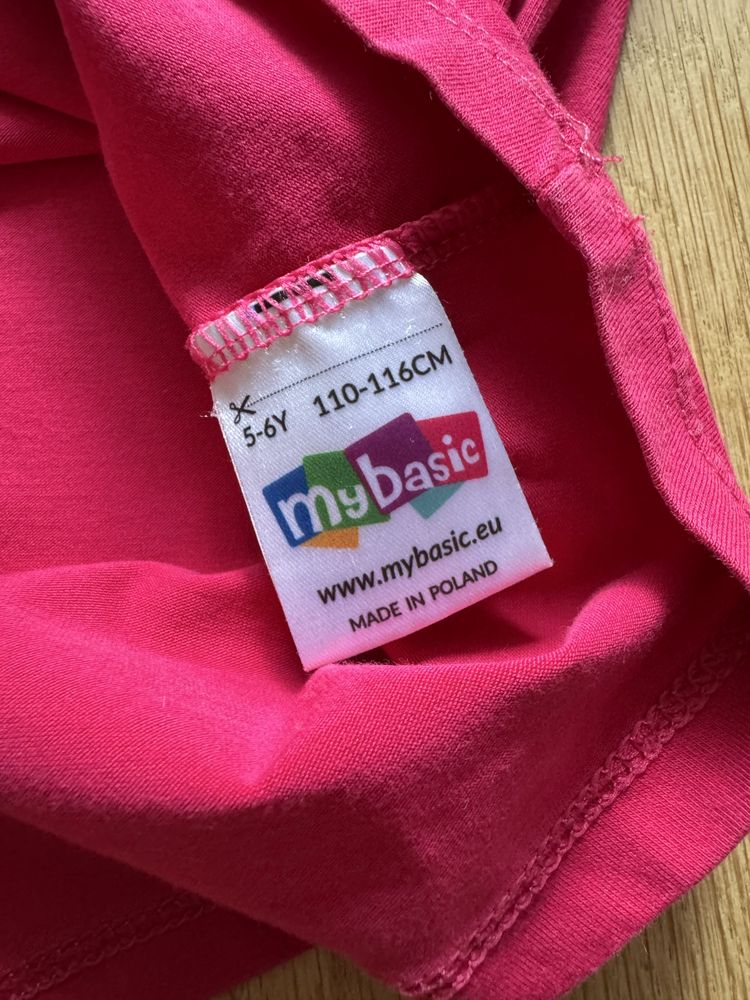 5-6Y 110-116CM
mybasic
www.mybasic.eu
MADE IN POLAND